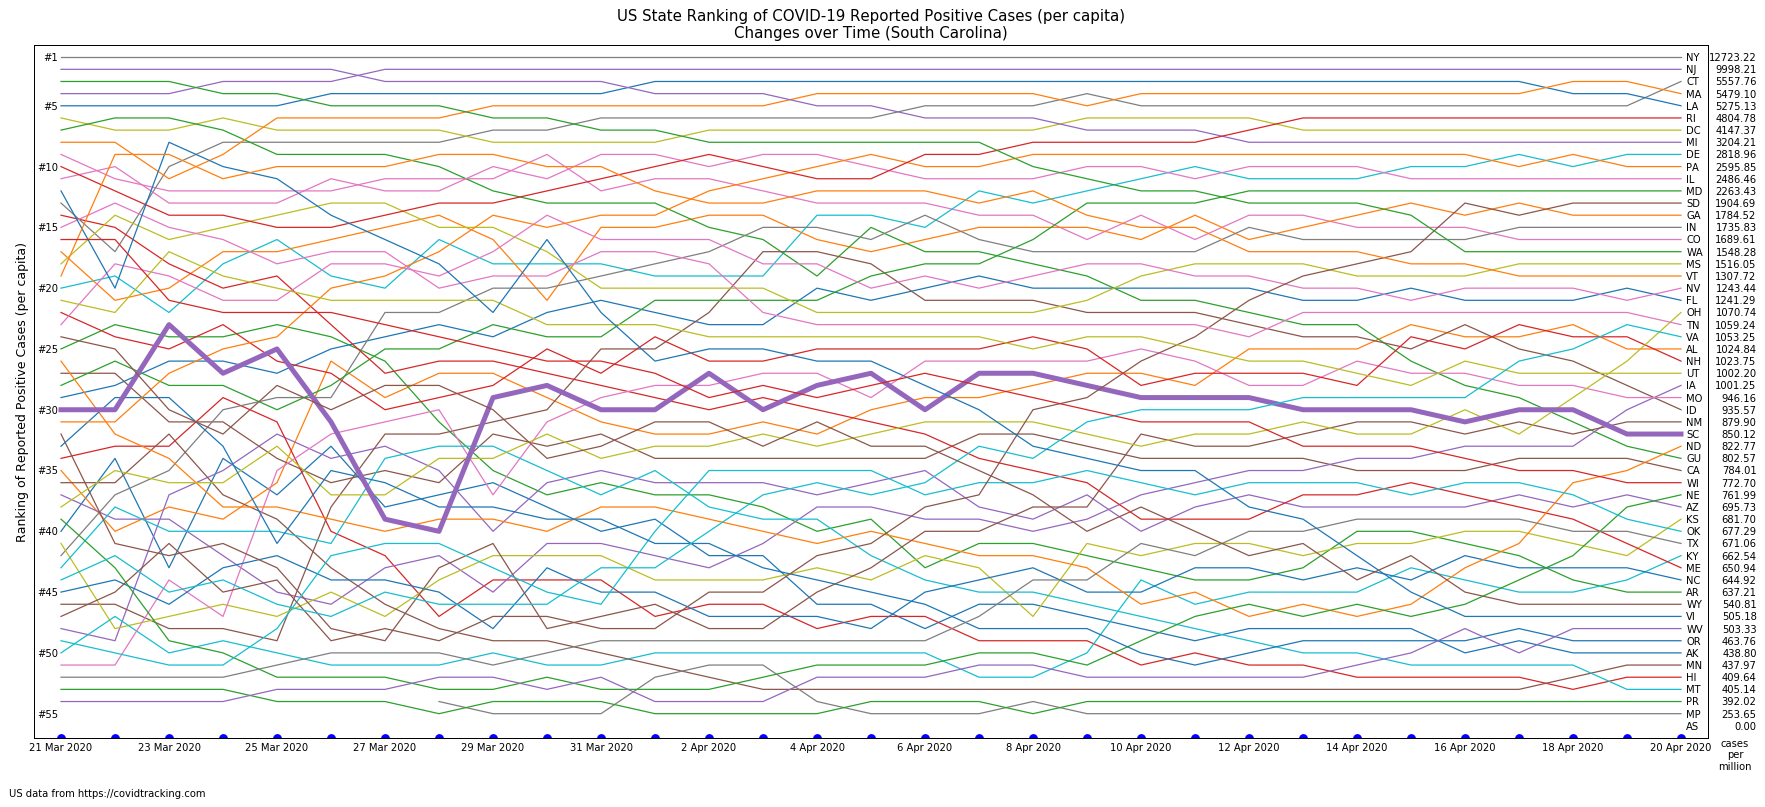 US State Ranking of COVID-19 Reported Positive Cases (per capita)
Changes over Time (South Carolina)
Ranking of Reported Positive Cases (per capita)
#1
#5
#10
#15
#20
#25
#30
#35
#40
#45
#50
#55
NY 12723.22
NJ 9998.21
CT 5557.76
MA 5479.10
LA 5275.13
RI 4804.78
DC 4147.37
MI 3204.21
DE 2818.96
PA 2595.85
IL 2486.46
MD 2263.43
SD 1904.69
GA 1784.52
IN 1735.83
CO 1689.61
WA 1548.28
MS 1516.05
VT 1307.72
NV 1243.44
FL 1241.29
OH 1070.74
TN 1059.24
VA 1053.25
AL 1024.84
NH 1023.75
UT 1002.20
IA 1001.25
MO 946.16
ID 935.57
NM 879.90
SC 850.12
ND 822.77
GU 802.57
CA 784.01
WI 772.70
NE 761.99
AZ 695.73
KS 681.70
OK 677.29
TX 671.06
KY 662.54
ME 650.94
NC 644.92
AR 637.21
WY 540.81
VI 505.18
WV 503.33
OR 463.76
AK 438.80
MN 437.97
HI 409.64
MT 405.14
PR 392.02
MP 253.65
AS 0.00
21 Mar 2020 23 Mar 2020 25 Mar 2020 27 Mar 2020 29 Mar 2020 31 Mar 2020 2 Apr 2020 4 Apr 2020 6 Apr 2020 8 Apr 2020 10 Apr 2020 12 Apr 2020 14 Apr 2020 16 Apr 2020 18 Apr 2020 20 Apr 2020
cases
per
million
US data from https://covidtracking.com